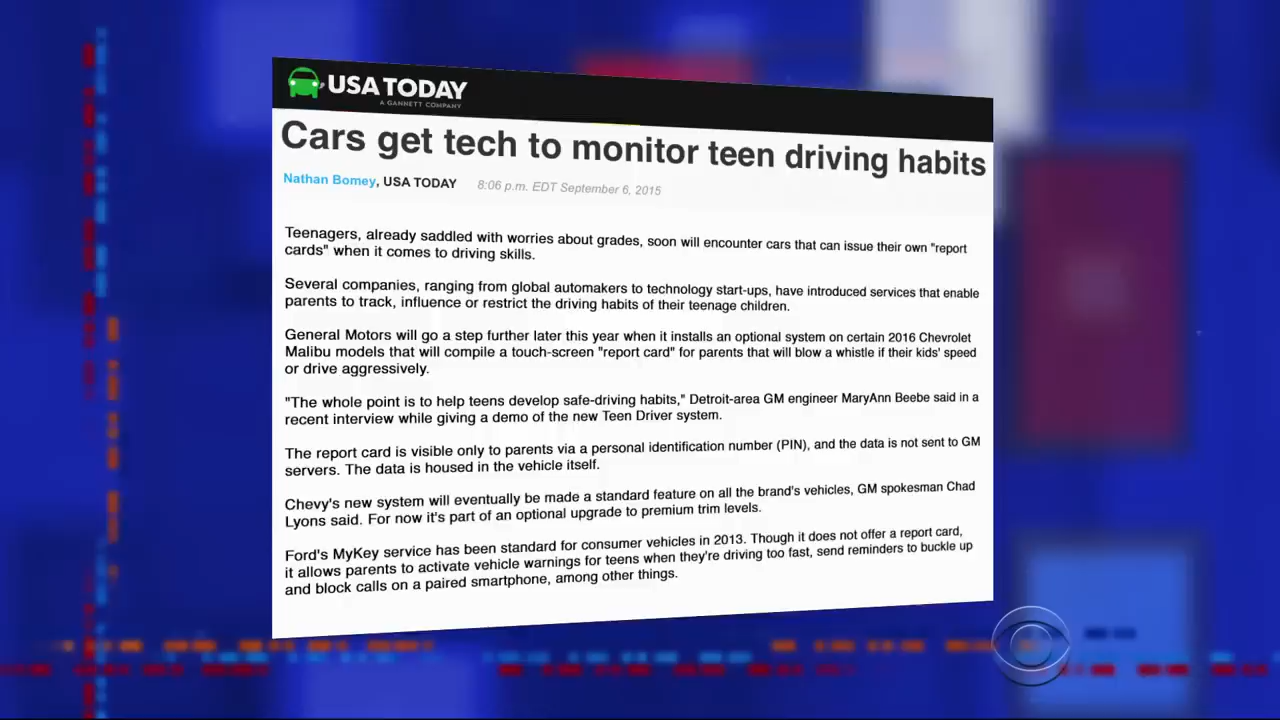 USA TODAY
A GANNETT COMPANY
Cars get tech to monitor teen driving habits
Nathan Bomey, USA TODAY 8:06 p.m. EDT September 6, 2015
Teenagers, already saddled with worries about grades, soon will encounter cars that can issue their own "report
cards" when it comes to driving skills.
Several companies, ranging from global automakers to technology start-ups, have introduced services that enable
parents to track, influence or restrict the driving habits of their teenage children.
General Motors will go a step further later this year when it installs an optional system on certain 2016 Chevrolet
Malibu models that will compile a touch-screen "report card" for parents that will blow a whistle if their kids' speed
or drive aggressively.
"The whole point is to help teens develop safe-driving habits," Detroit-area GM engineer MaryAnn Beebe said in a
recent interview while giving a demo of the new Teen Driver system.
The report card is visible only to parents via a personal identification number (PIN), and the data is not sent to GM
servers. The data is housed in the vehicle itself.
Chevy's new system will eventually be made a standard feature on all the brand's vehicles, GM spokesman Chad
Lyons said. For now it's part of an optional upgrade to premium trim levels.
Ford's MyKey service has been standard for consumer vehicles in 2013. Though it does not offer a report card,
it allows parents to activate vehicle warnings for teens when they're driving too fast, send reminders to buckle up
and block calls on a paired smartphone, among other things.